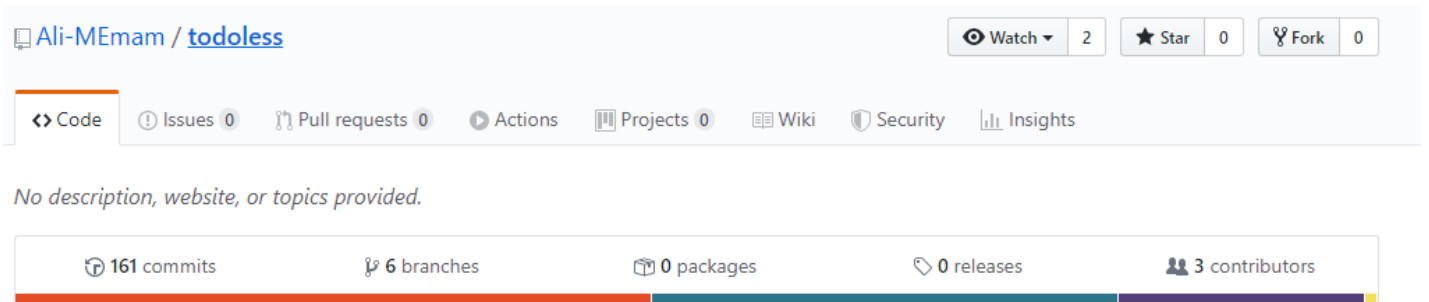 Ali-MEmam / todoless
Watch 2 Star 0 Fork 0
Code Issues 0 Pull requests 0 Actions Projects 0 Wiki Security Insights
No description, website, or topics provided.
161 commits 6 branches 0 packages 0 releases 3 contributors